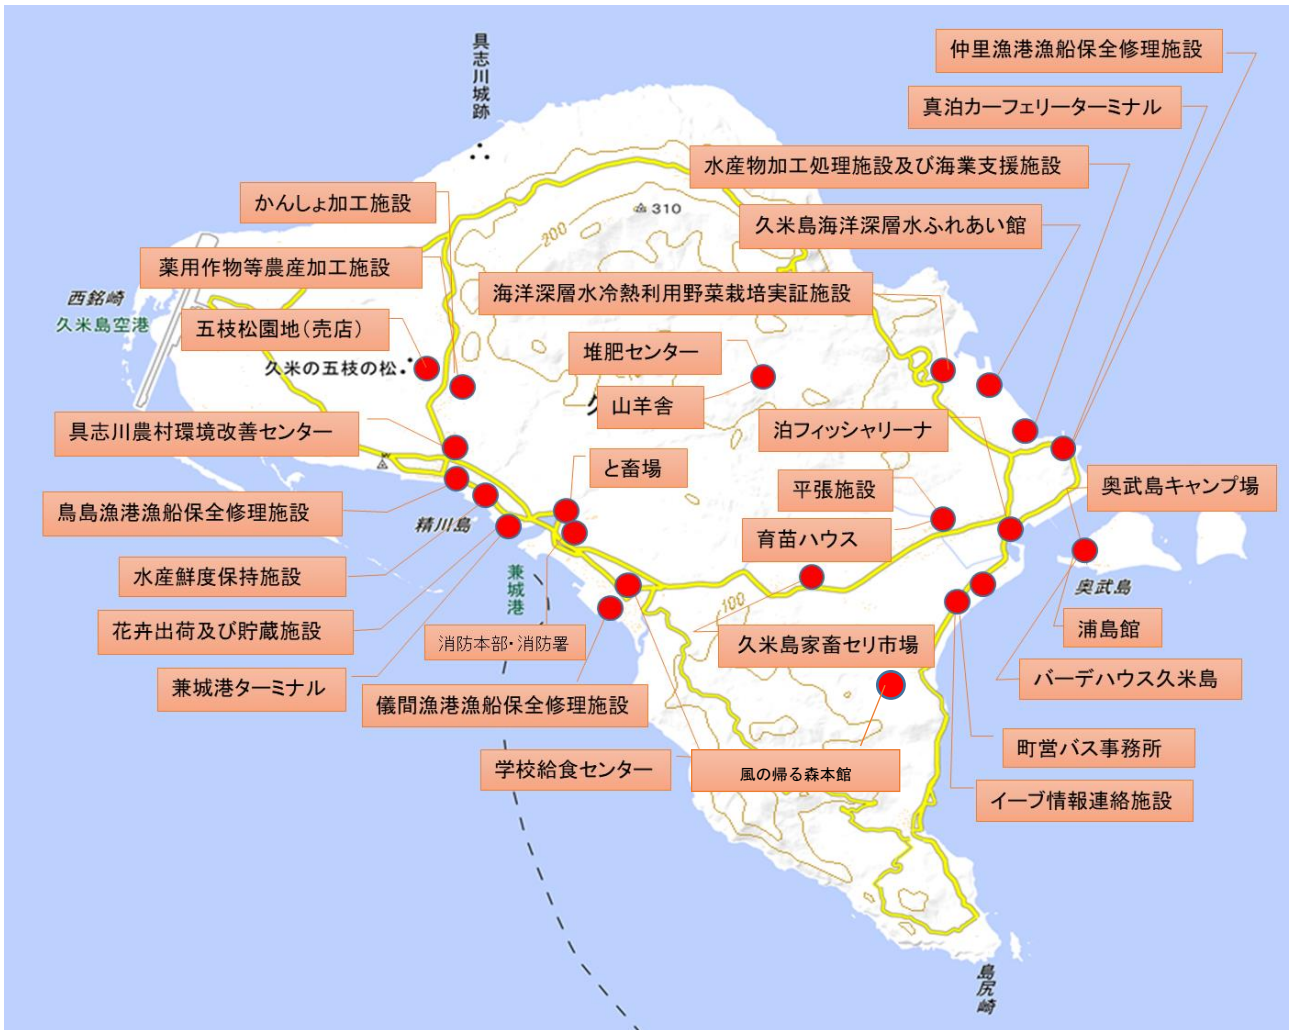 具志川城跡
仲里漁港漁船保全修理施設
真泊カーフェリーターミナル
水産物加工処理施設及び海業支援施設
久米島海洋深層水ふれあい館
海洋深層水冷熱利用野菜栽培実証施設
かんしょ加工施設
310
200
薬用作物等農産加工施設
西銘崎
久米島空港
五枝松園地(売店)
久米の五枝の松
堆肥センター
山羊舎
具志川農村環境改善センター
泊フィッシャリーナ
と畜場
平張施設
奥武島キャンプ場
鳥島漁港漁船保全修理施設
精川島
育苗ハウス
水産鮮度保持施設
兼城港
奥武島
100
花卉出荷及び貯蔵施設
消防本部・消防署
久米島家畜セリ市場
浦島館
兼城港ターミナル
バーデハウス久米島
儀間漁港漁船保全修理施設
町営バス事務所
学校給食センター
風の帰る森本館
イーブ情報連絡施設
島尻崎